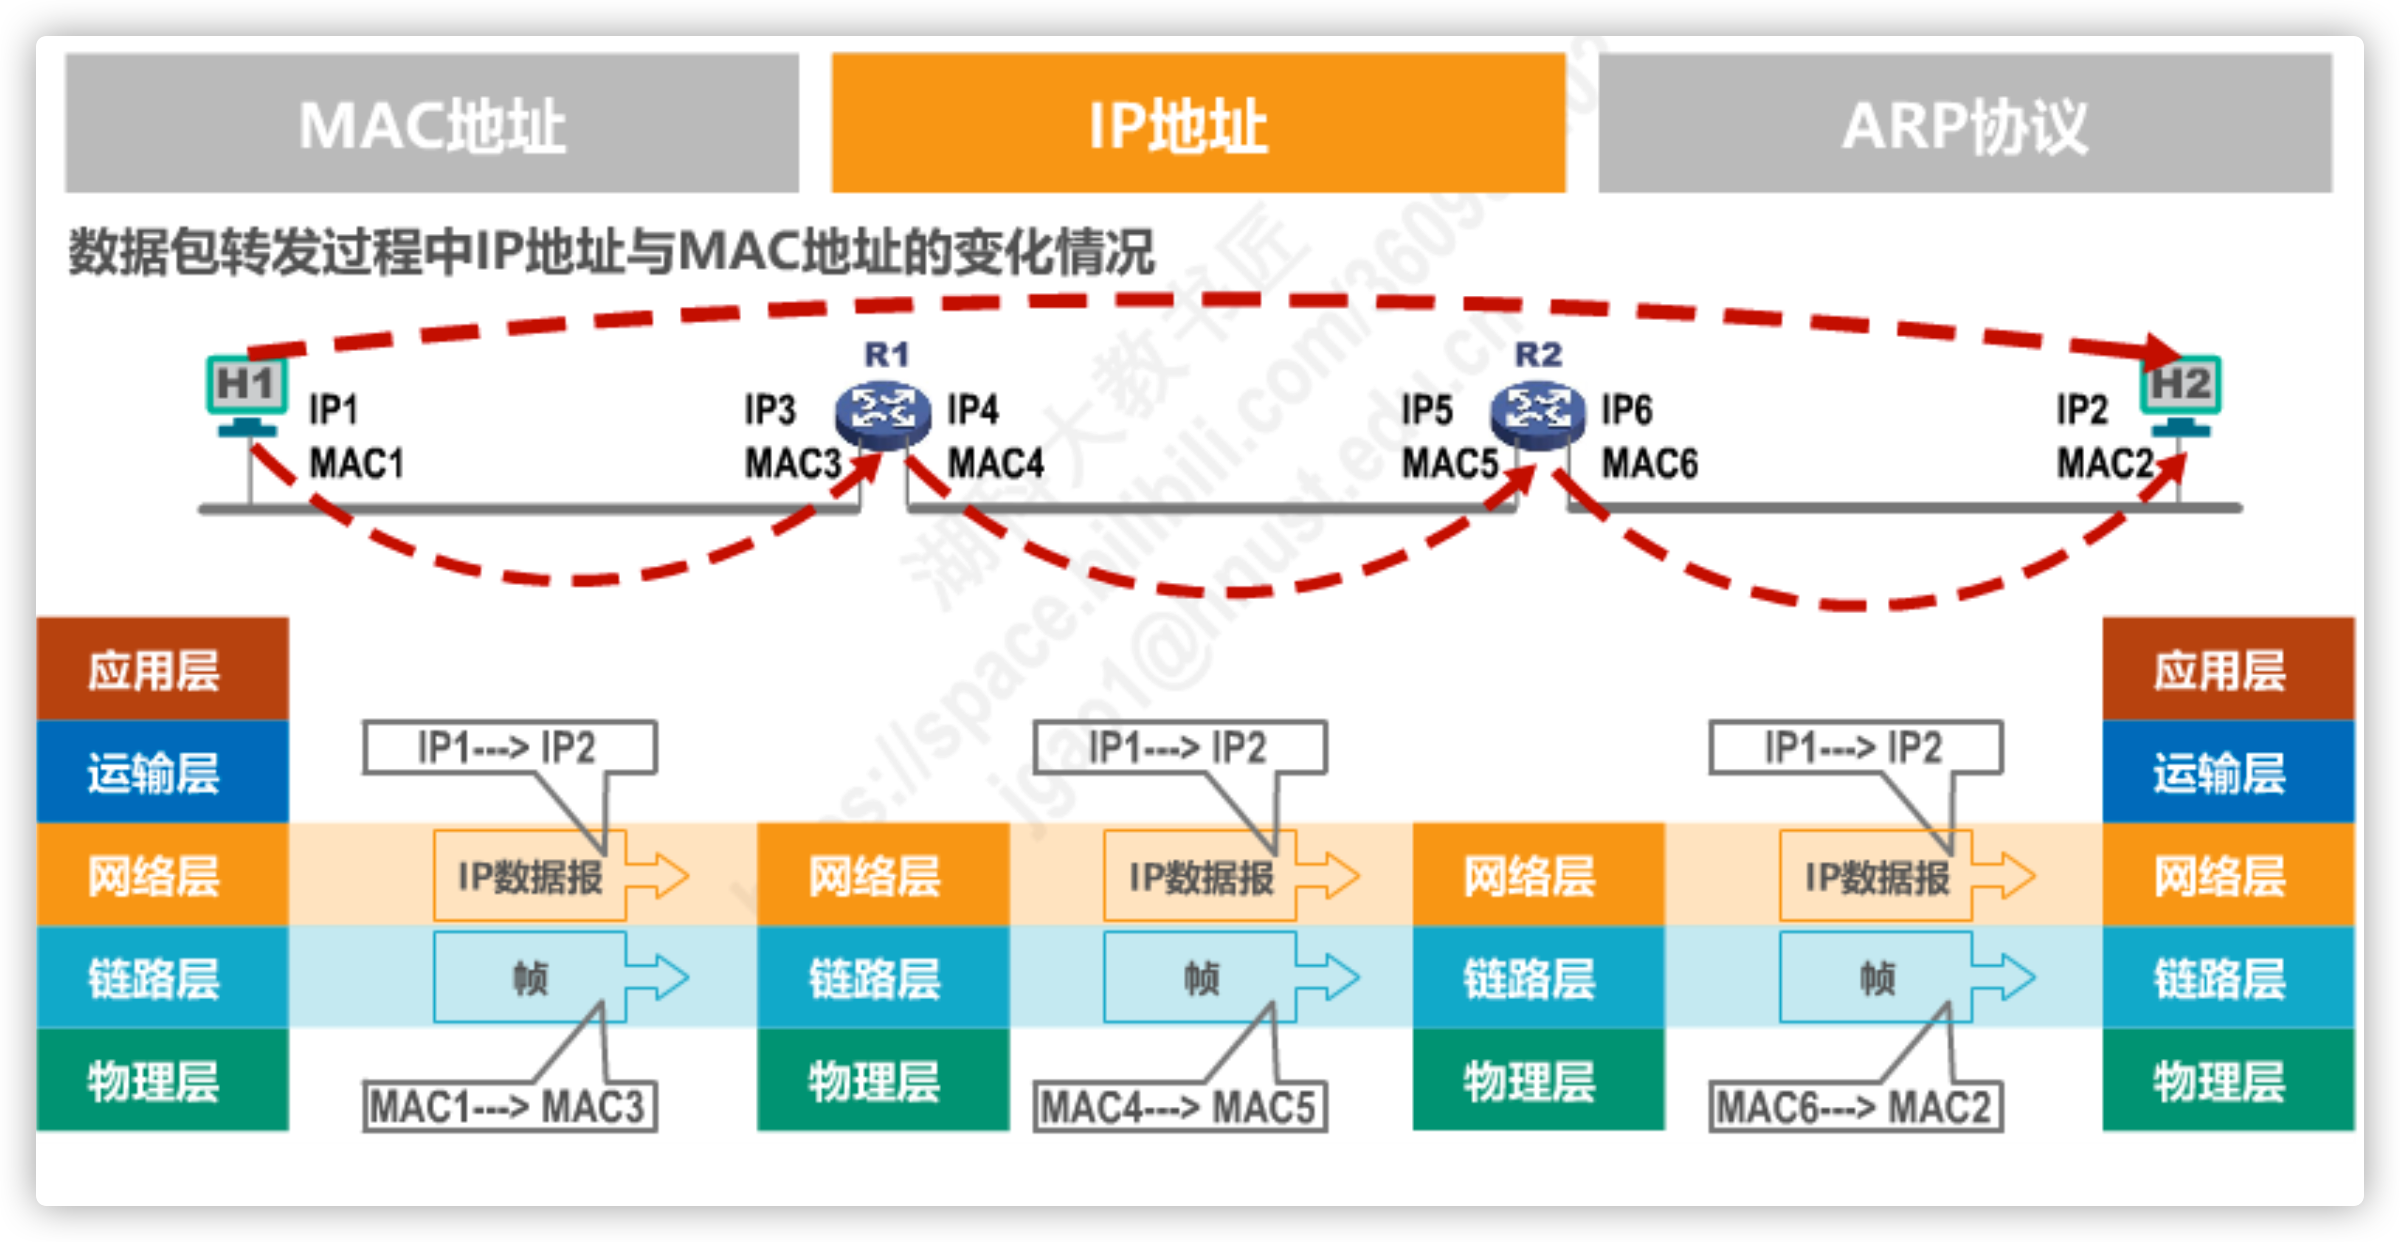 MAC地址
IP地址
ARP协议
数据包转发过程中IP地址与MAC地址的变化情况
H1
IP1
MAC1
R1
IP3
MAC3
IP4
MAC4
R2
IP5
MAC5
IP6
MAC6
H2
IP2
MAC2
湖科大教书匠
jgao1@hnust.edu.cn
应用层
运输层
网络层
链路层
物理层
IP1---> IP2
IP数据报
帧
MAC1---> MAC3
网络层
链路层
物理层
IP1---> IP2
IP数据报
帧
MAC4---> MAC5
网络层
链路层
物理层
IP1---> IP2
IP数据报
帧
MAC6---> MAC2
应用层
运输层
网络层
链路层
物理层